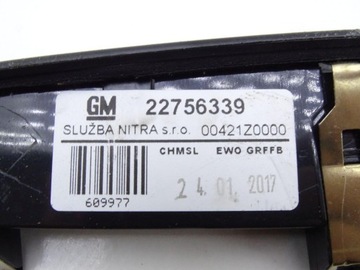 GM 22756339
SLUŽBA NITRA s.r.o. 00421Z0000
CHMSL EWO GRFFB
24.01.2017
609977